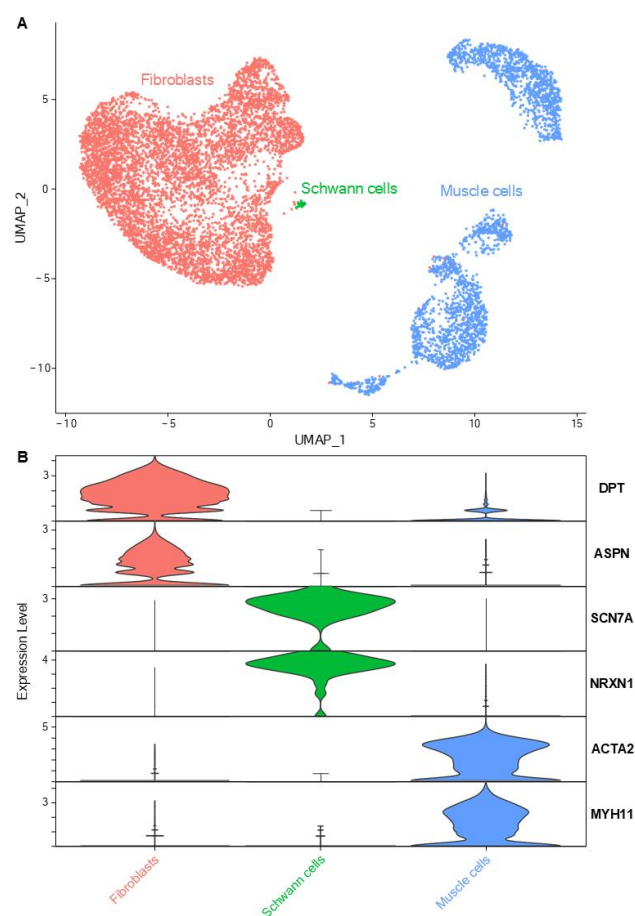 A
Fibroblasts
Schwann cells
Muscle cells
UMAP_2
5
0
−5
−10
−10
−5
0
5
10
15
UMAP_1
B
Expression Level
3
DPT
3
ASPN
3
SCN7A
4
NRXN1
5
ACTA2
3
MYH11
Fibroblasts
Schwann cells
Muscle cells